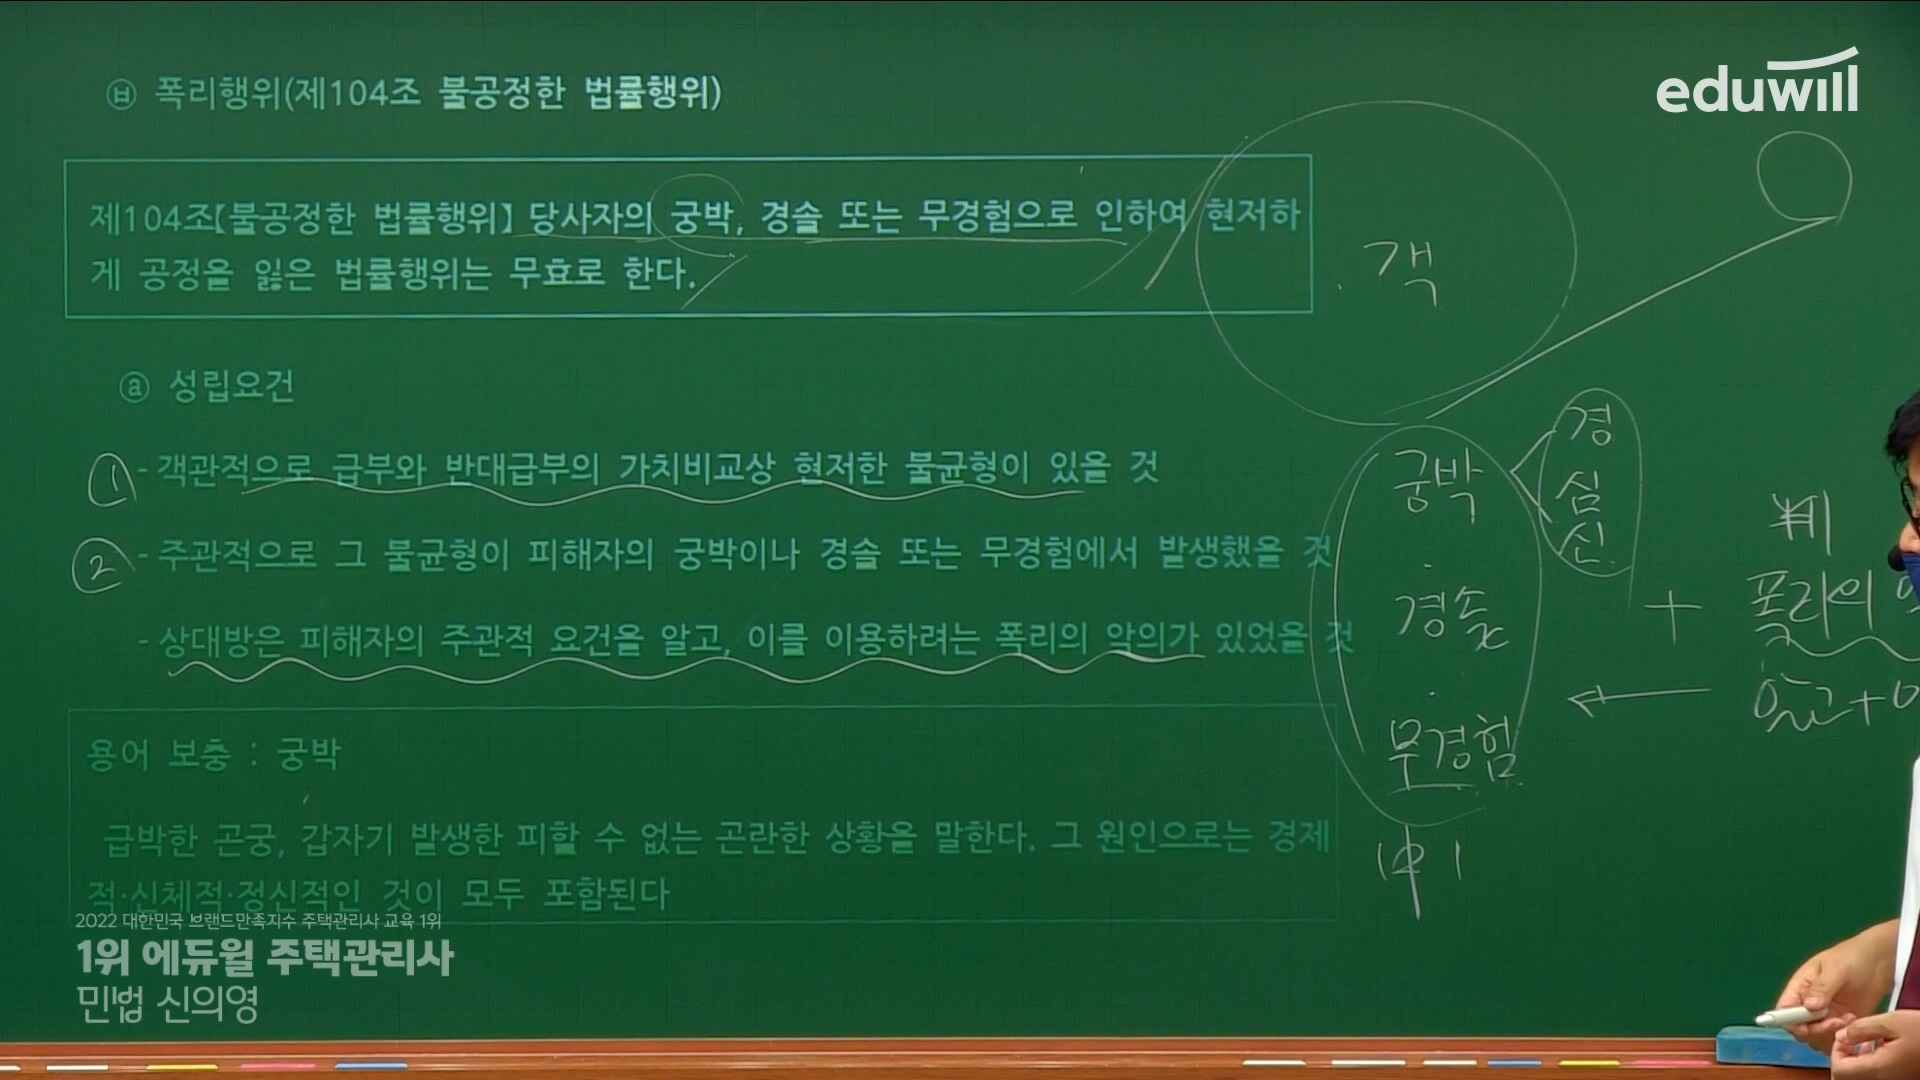 ㅂ 폭리행위(제104조 불공정한 법률행위)
eduwill
제104조【불공정한 법률행위】 당사자의 궁박, 경솔 또는 무경험으로 인하여 현저하
게 공정을 잃은 법률행위는 무효로 한다.
객
ⓐ 성립요건
① - 객관적으로 급부와 반대급부의 가치비교상 현저한 불균형이 있을 것
② - 주관적으로 그 불균형이 피해자의 궁박이나 경솔 또는 무경험에서 발생했을 것
- 상대방은 피해자의 주관적 요건을 알고, 이를 이용하려는 폭리의 악의가 있었을 것
궁박
경
심
신
경솔
무경험
+
폭리의
알고+
용어 보충 : 궁박
급박한 곤궁, 갑자기 발생한 피할 수 없는 곤란한 상황을 말한다. 그 원인으로는 경제
적·신체적·정신적인 것이 모두 포함된다
2022 대한민국 브랜드만족지수 주택관리사 교육 1위
1위 에듀윌 주택관리사
민법 신의영